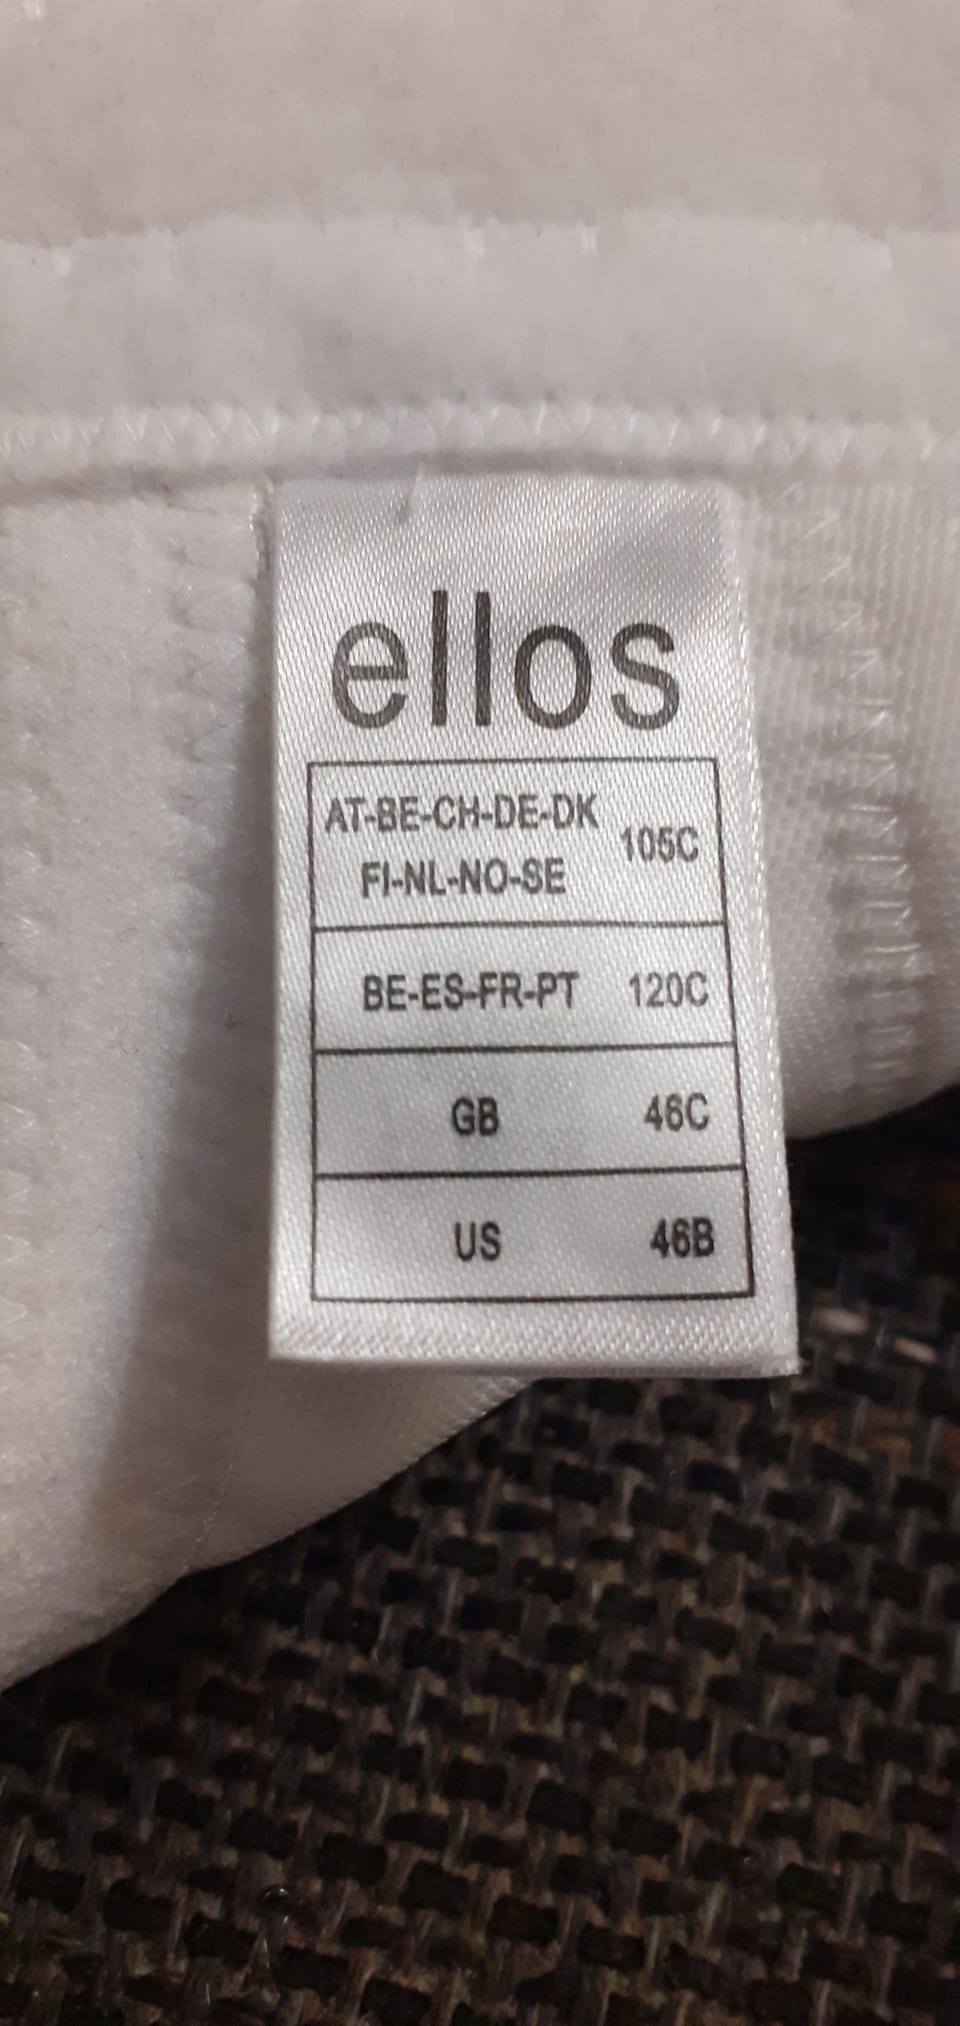 ellos
AT-BE-CH-DE-DK
FI-NL-NO-SE 105C
BE-ES-FR-PT 120C
GB 46C
US 46B